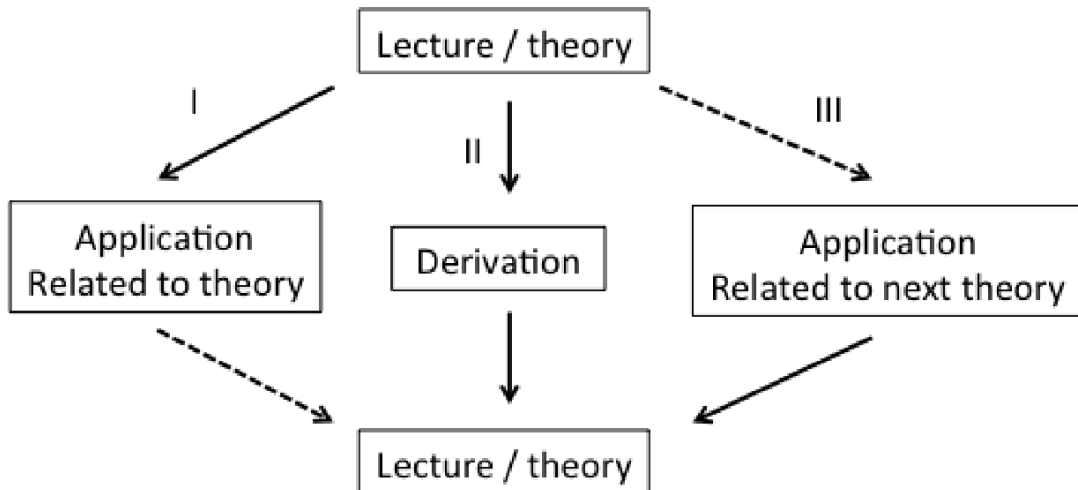 Lecture / theory
I
II
III
Application
Related to theory
Derivation
Application
Related to next theory
Lecture / theory